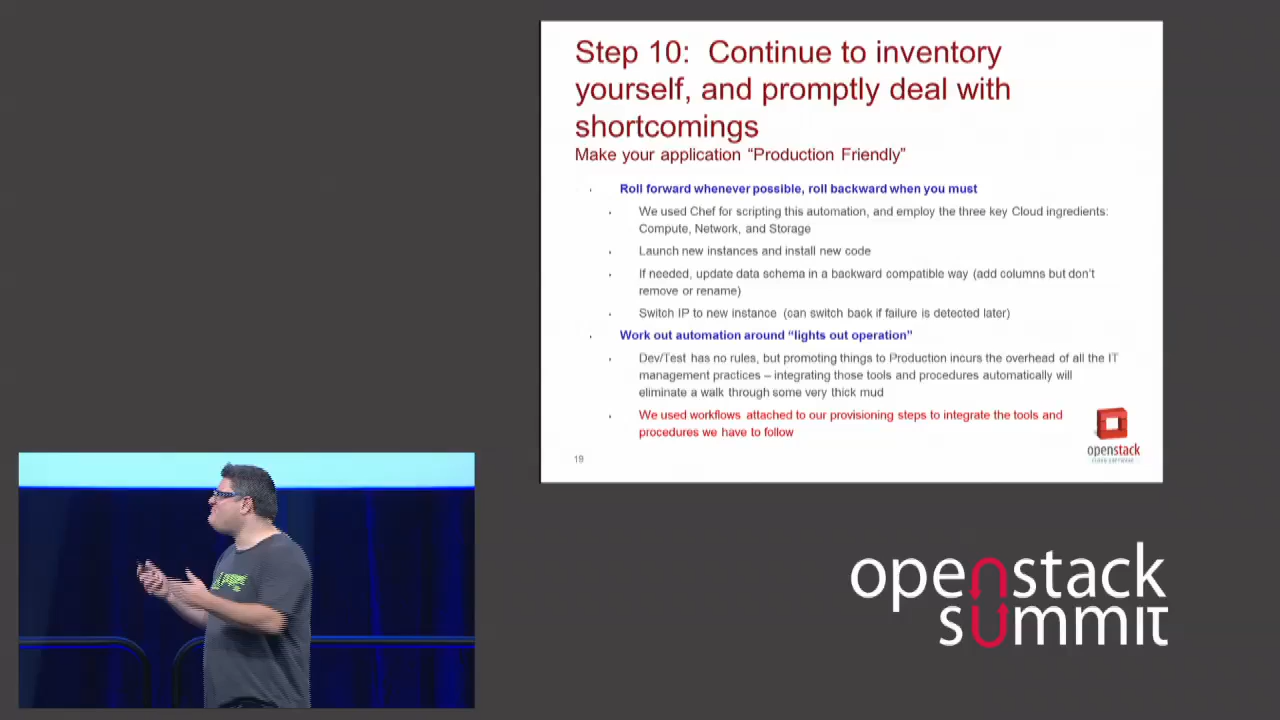 Step 10: Continue to inventory
yourself, and promptly deal with
shortcomings
Make your application “Production Friendly”
Roll forward whenever possible, roll backward when you must
We used Chef for scripting this automation, and employ the three key Cloud ingredients:
Compute, Network, and Storage
Launch new instances and install new code
If needed, update data schema in a backward compatible way (add columns but don’t
remove or rename)
Switch IP to new instance (can switch back if failure is detected later)
Work out automation around “lights out operation”
Dev/Test has no rules, but promoting things to Production incurs the overhead of all the IT
management practices – integrating those tools and procedures automatically will
eliminate a walk through some very thick mud
We used workflows attached to our provisioning steps to integrate the tools and
procedures we have to follow
19
openstack
CLOUD SOFTWARE
openstack
summit